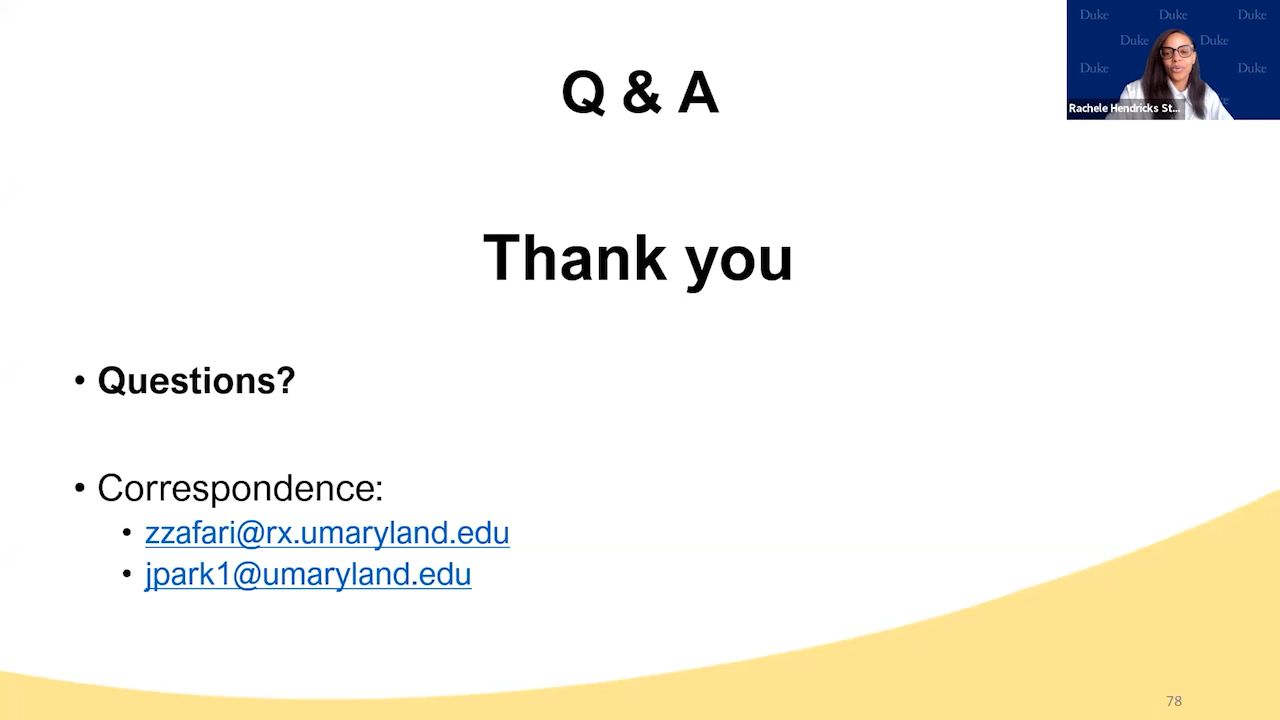 Duke Duke Duke
Duke Duke
Duke Duke
Rachele Hendricks St...
Q & A
Thank you
• Questions?
• Correspondence:
• zzafari@rx.umaryland.edu
• jpark1@umaryland.edu
78